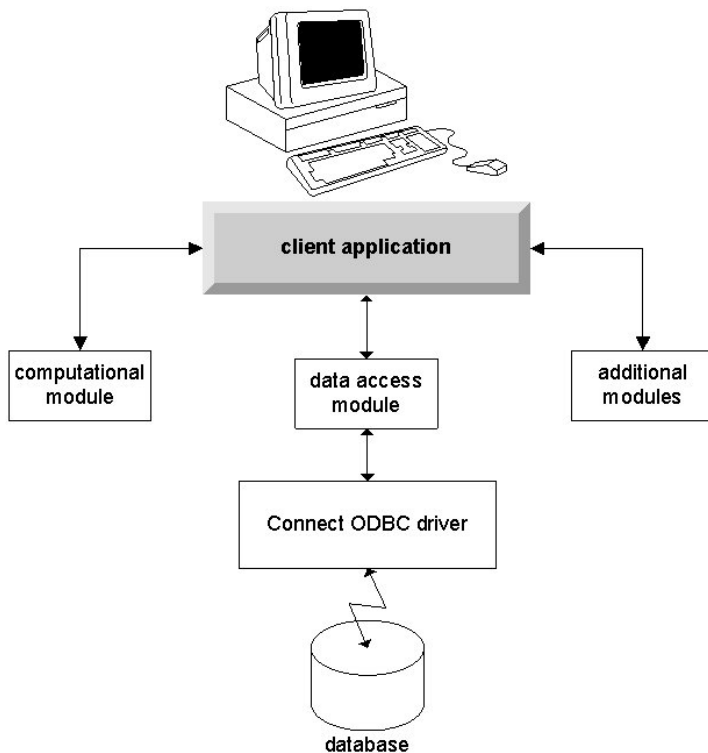 client application
computational
module
data access
module
additional
modules
Connect ODBC driver
database